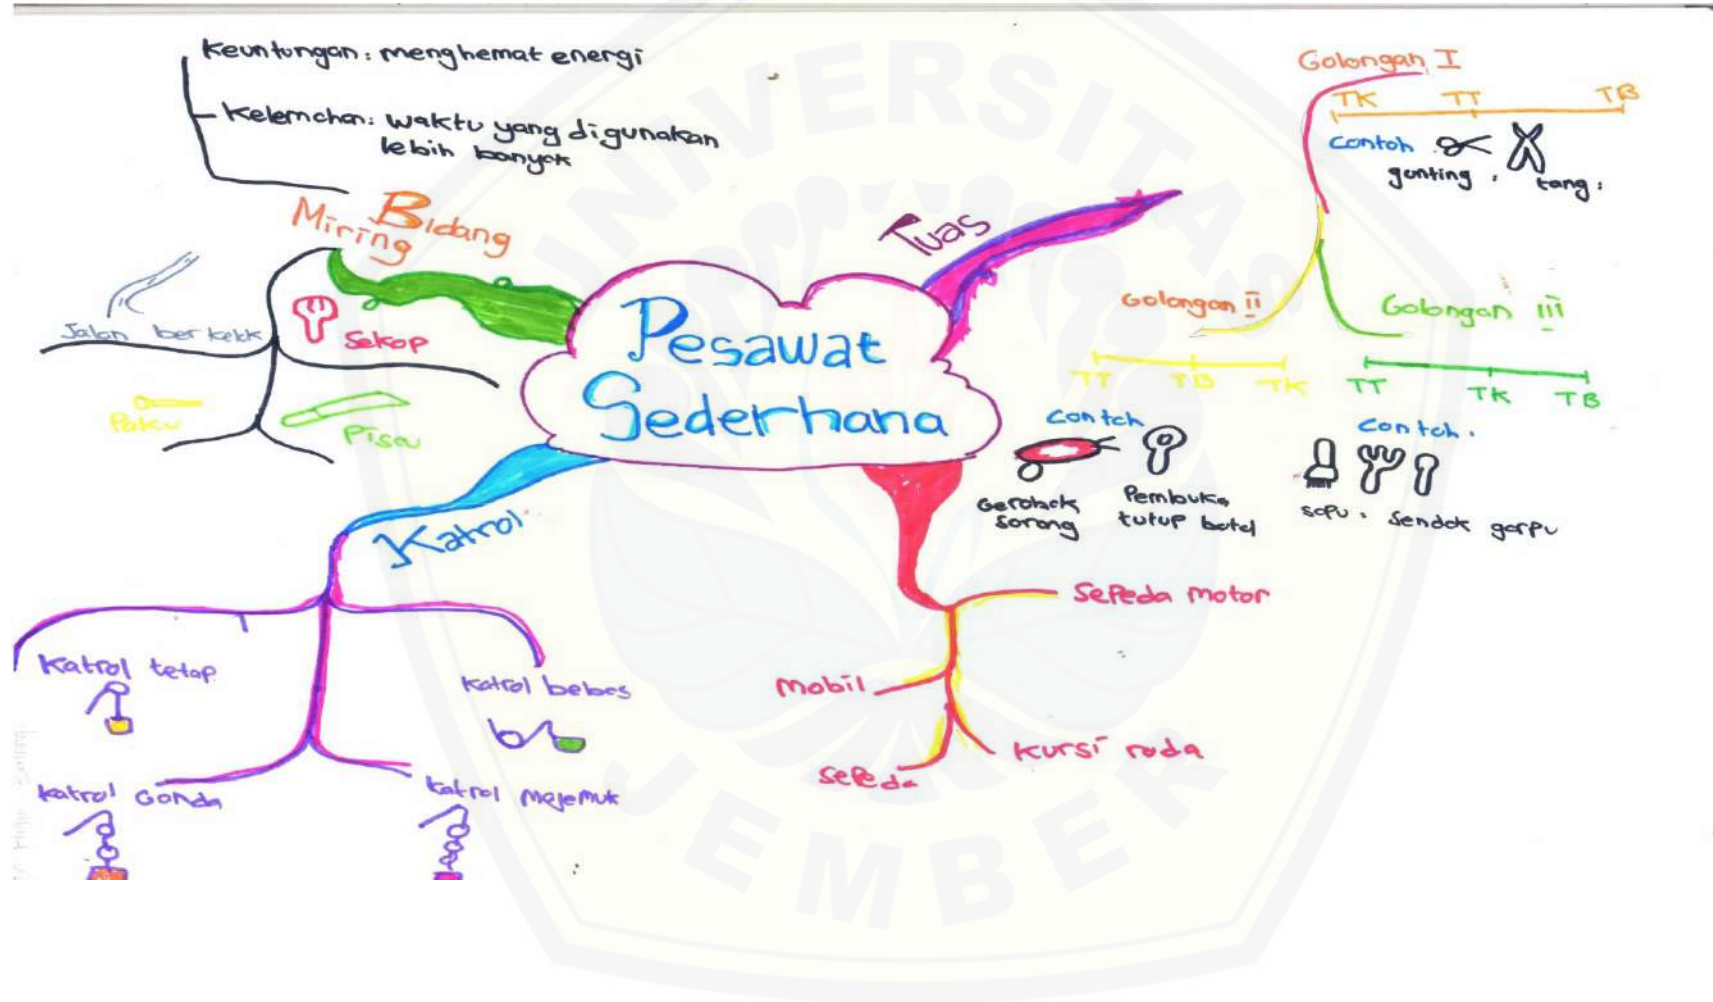 Keuntungan: menghemat energi
Kelemahan: waktu yang digunakan
lebih banyak
Bidang
Miring
Jalan berkelok
Sekop
Paku
Pisau
Pesawat
Sederhana
Tuas
Golongan I
TK TT TB
Contoh
gunting, tang,
Golongan II
TT TB TK
Contoh
Gerobak
Sorong
Pembuka
tutup botol
Golongan III
TT TK TB
Contoh.
sapu, sendok garpu
Katrol
Katrol tetap
Katrol bebas
Katrol Ganda
Katrol Majemuk
Sepeda Motor
Mobil
Sepeda
Kursi roda
UNIVERSITAS
JEMBER